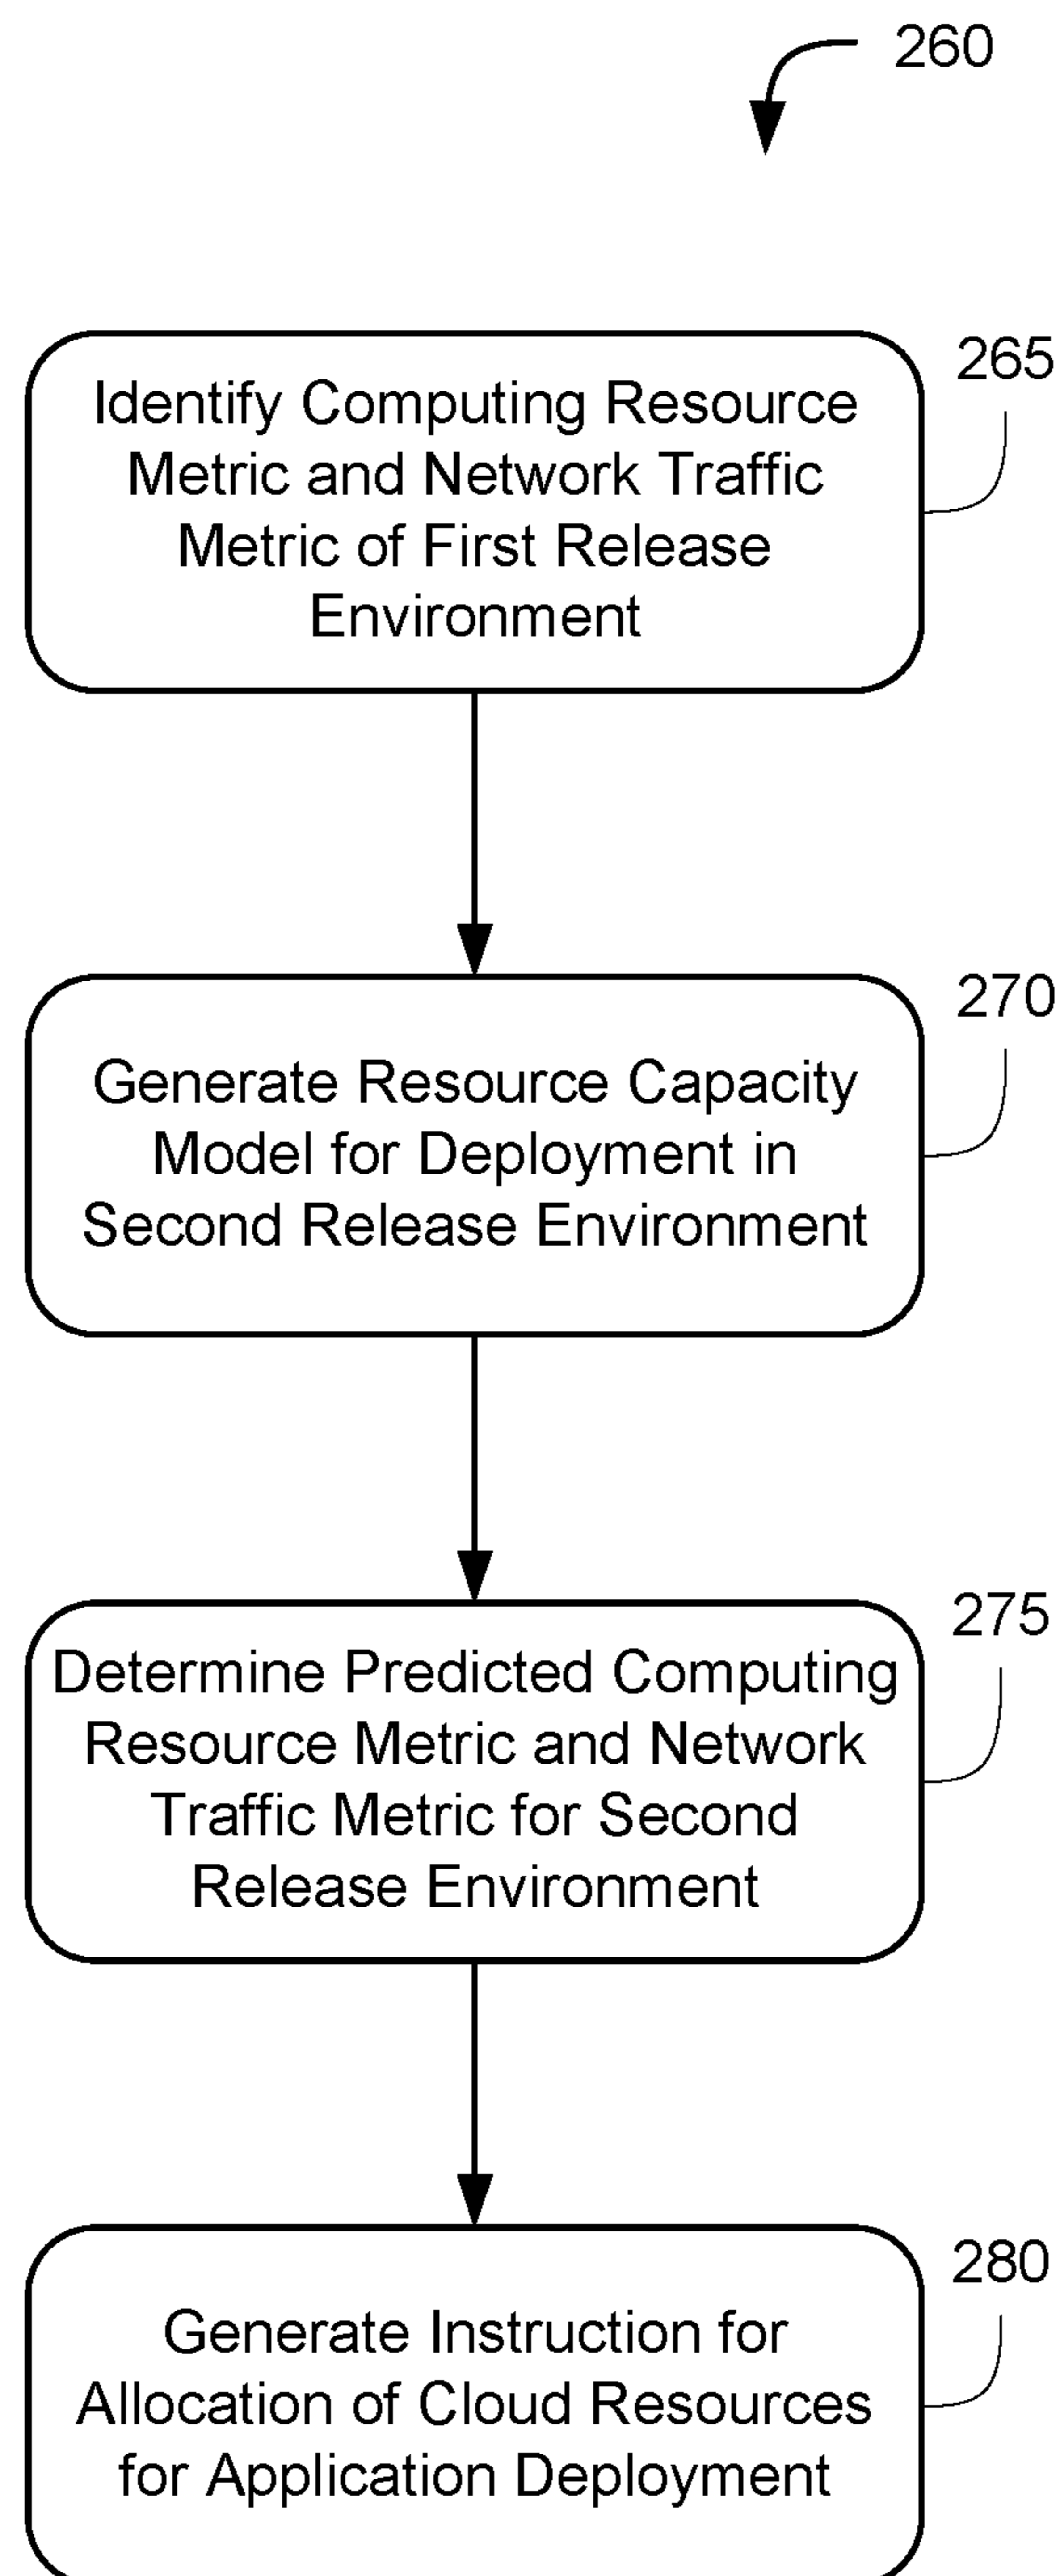 260
265
Identify Computing Resource
Metric and Network Traffic
Metric of First Release
Environment
270
Generate Resource Capacity
Model for Deployment in
Second Release Environment
275
Determine Predicted Computing
Resource Metric and Network
Traffic Metric for Second
Release Environment
280
Generate Instruction for
Allocation of Cloud Resources
for Application Deployment